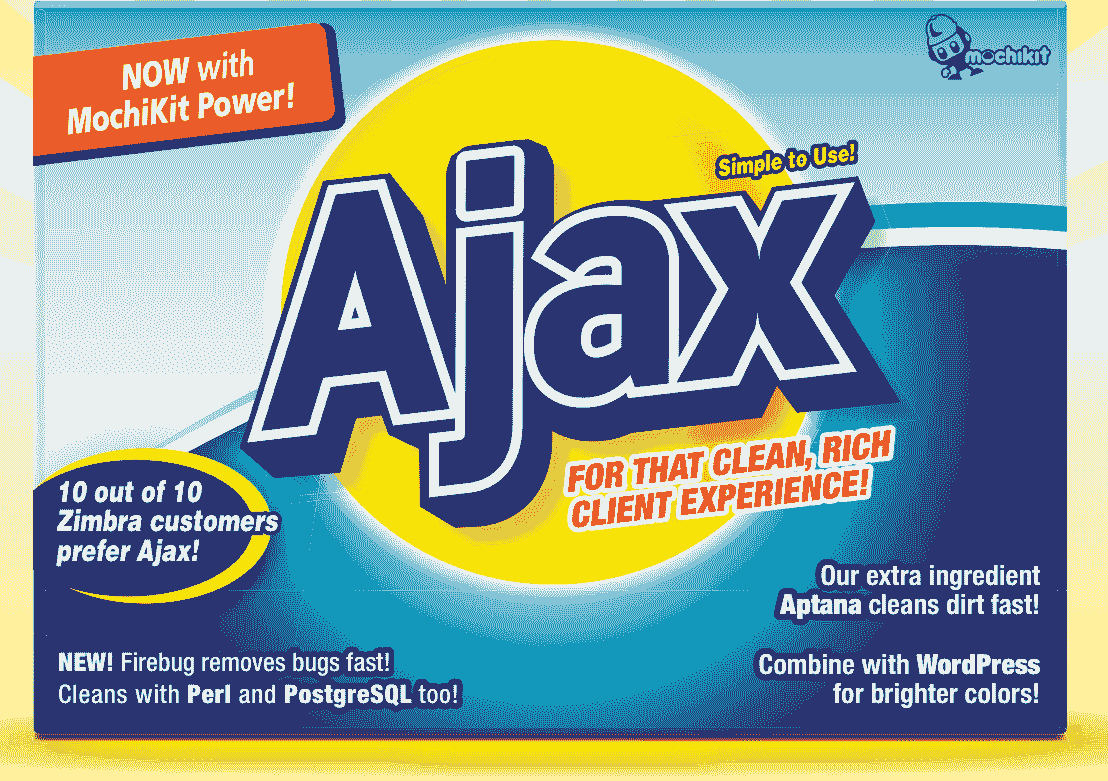 NOW with
MochiKit Power!
mochikit
Simple to Use!
Ajax
FOR THAT CLEAN, RICH
CLIENT EXPERIENCE!
10 out of 10
Zimbra customers
prefer Ajax!
Our extra ingredient
Aptana cleans dirt fast!
NEW! Firebug removes bugs fast!
Cleans with Perl and PostgreSQL too!
Combine with WordPress
for brighter colors!